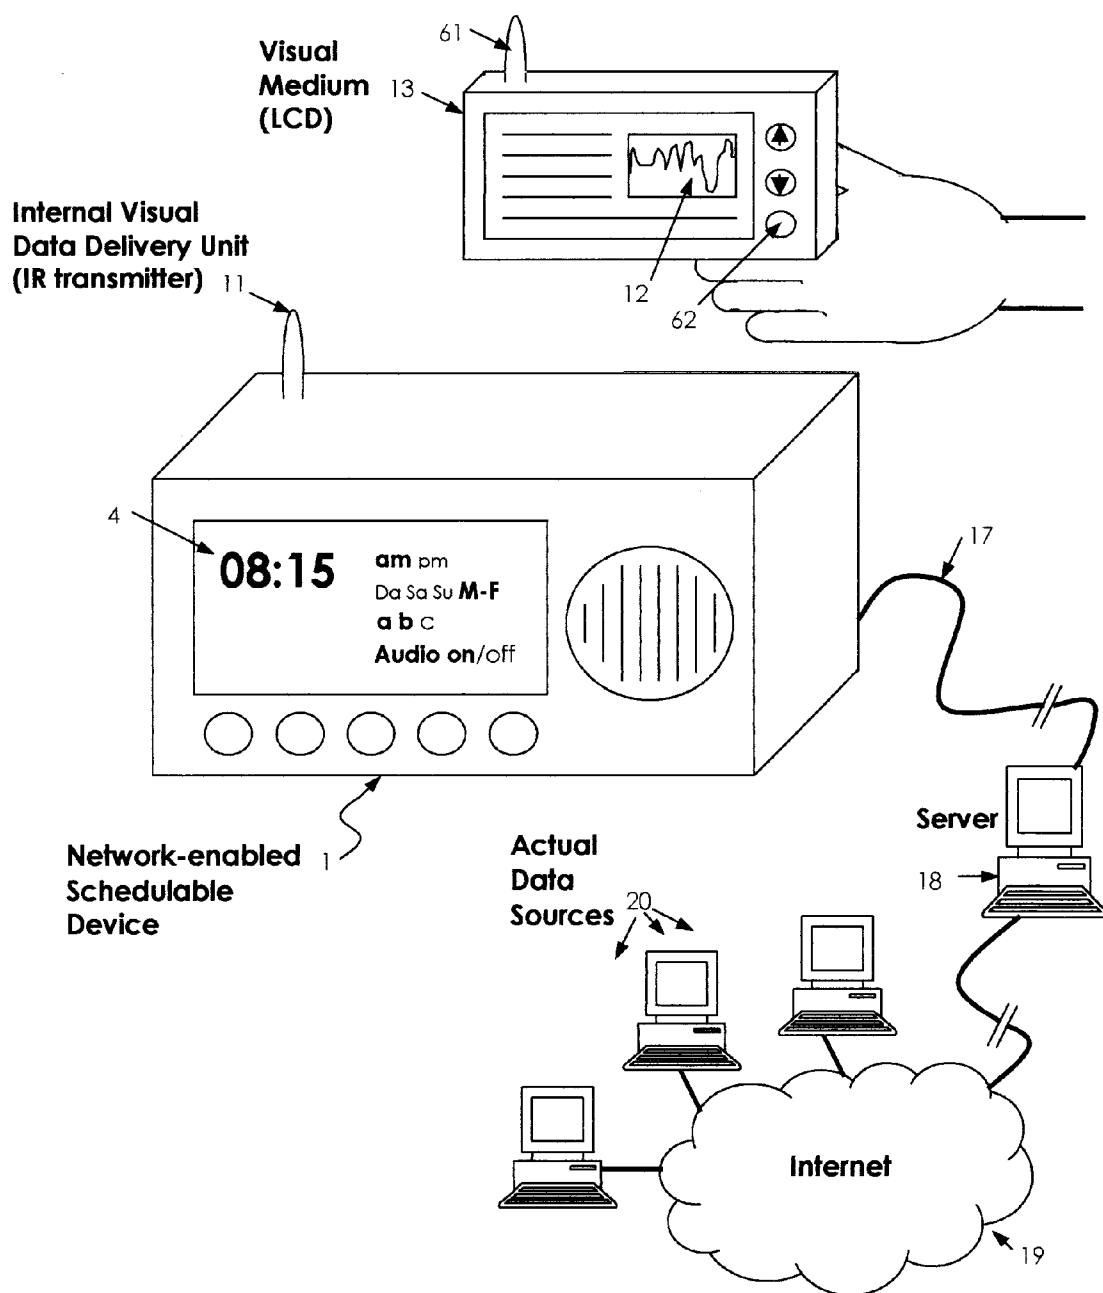 61
Visual
Medium 13
(LCD)
12
62
Internal Visual
Data Delivery Unit
(IR transmitter) 11
4
08:15
am pm
Da Sa Su M-F
a b c
Audio on/off
17
Network-enabled 1
Schedulable
Device
Server
18
Actual
Data
Sources 20
Internet
19